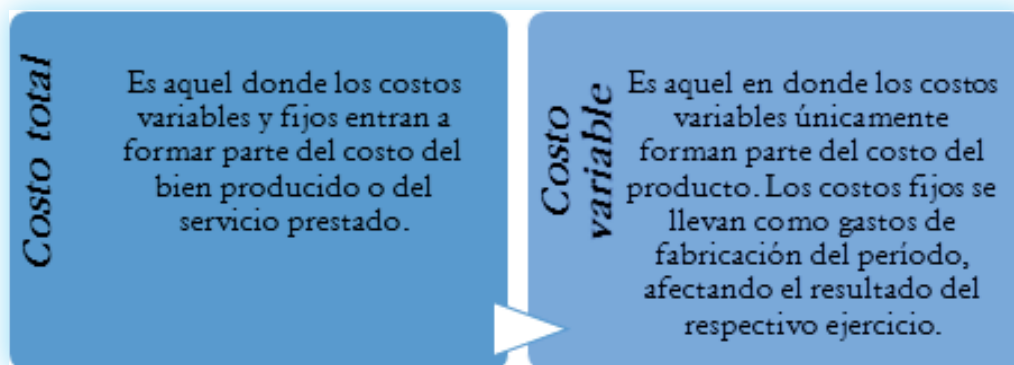 Costo total
Es aquel donde los costos
variables y fijos entran a
formar parte del costo del
bien producido o del
servicio prestado.
Costo
variable
Es aquel en donde los costos
variables únicamente
forman parte del costo del
producto. Los costos fijos se
llevan como gastos de
fabricación del período,
afectando el resultado del
respectivo ejercicio.